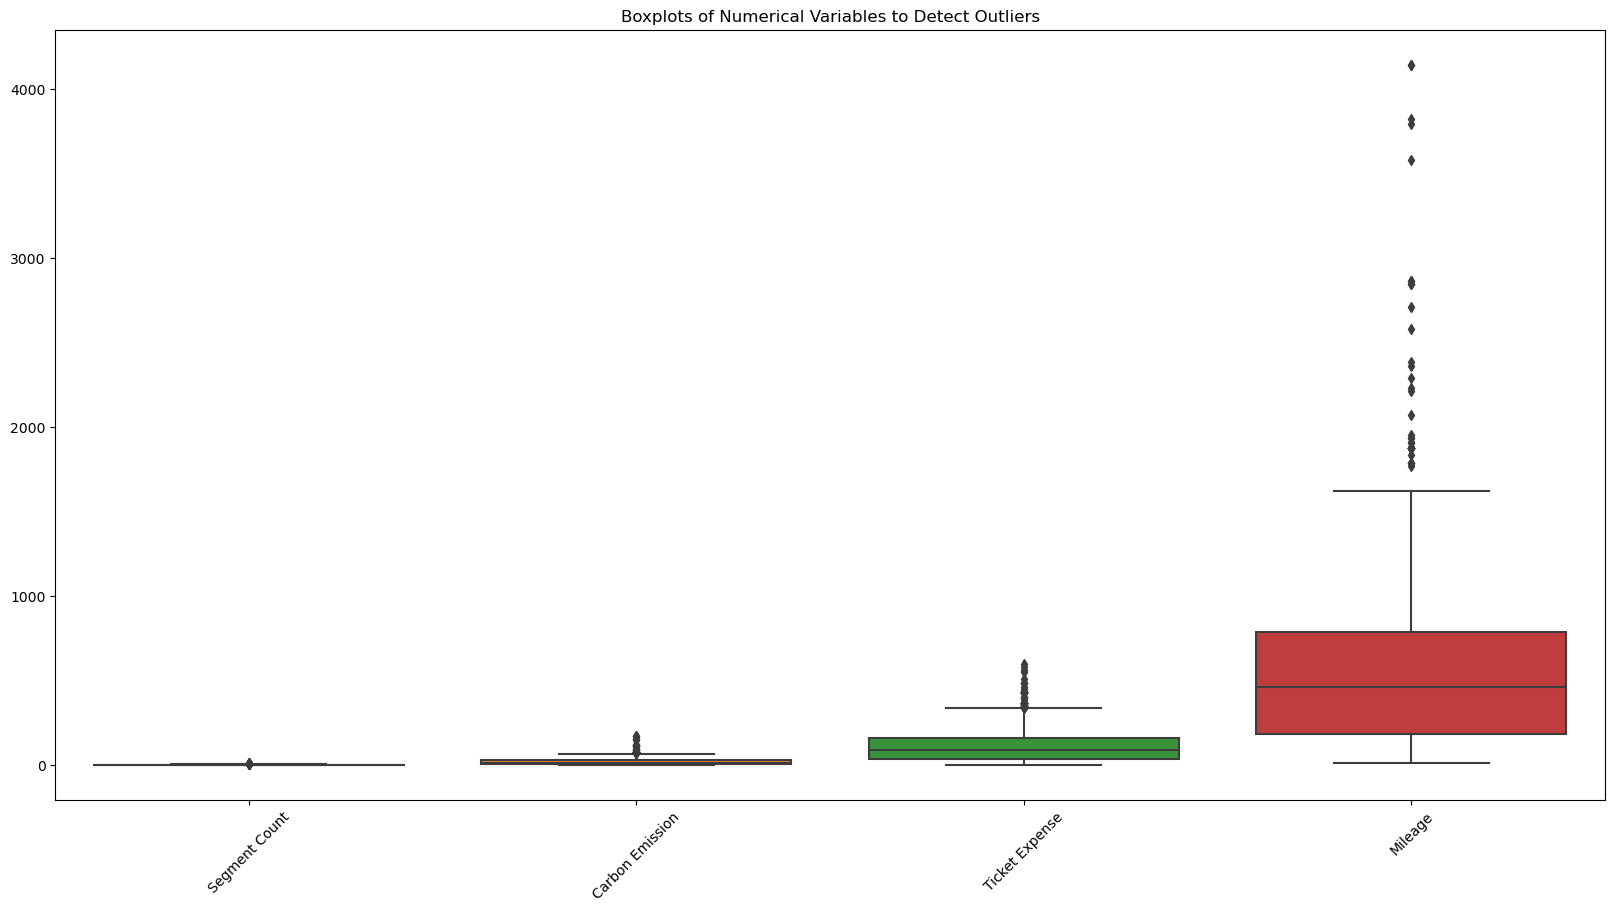 Boxplots of Numerical Variables to Detect Outliers
4000
3000
2000
1000
0
Segment Count
Carbon Emission
Ticket Expense
Mileage